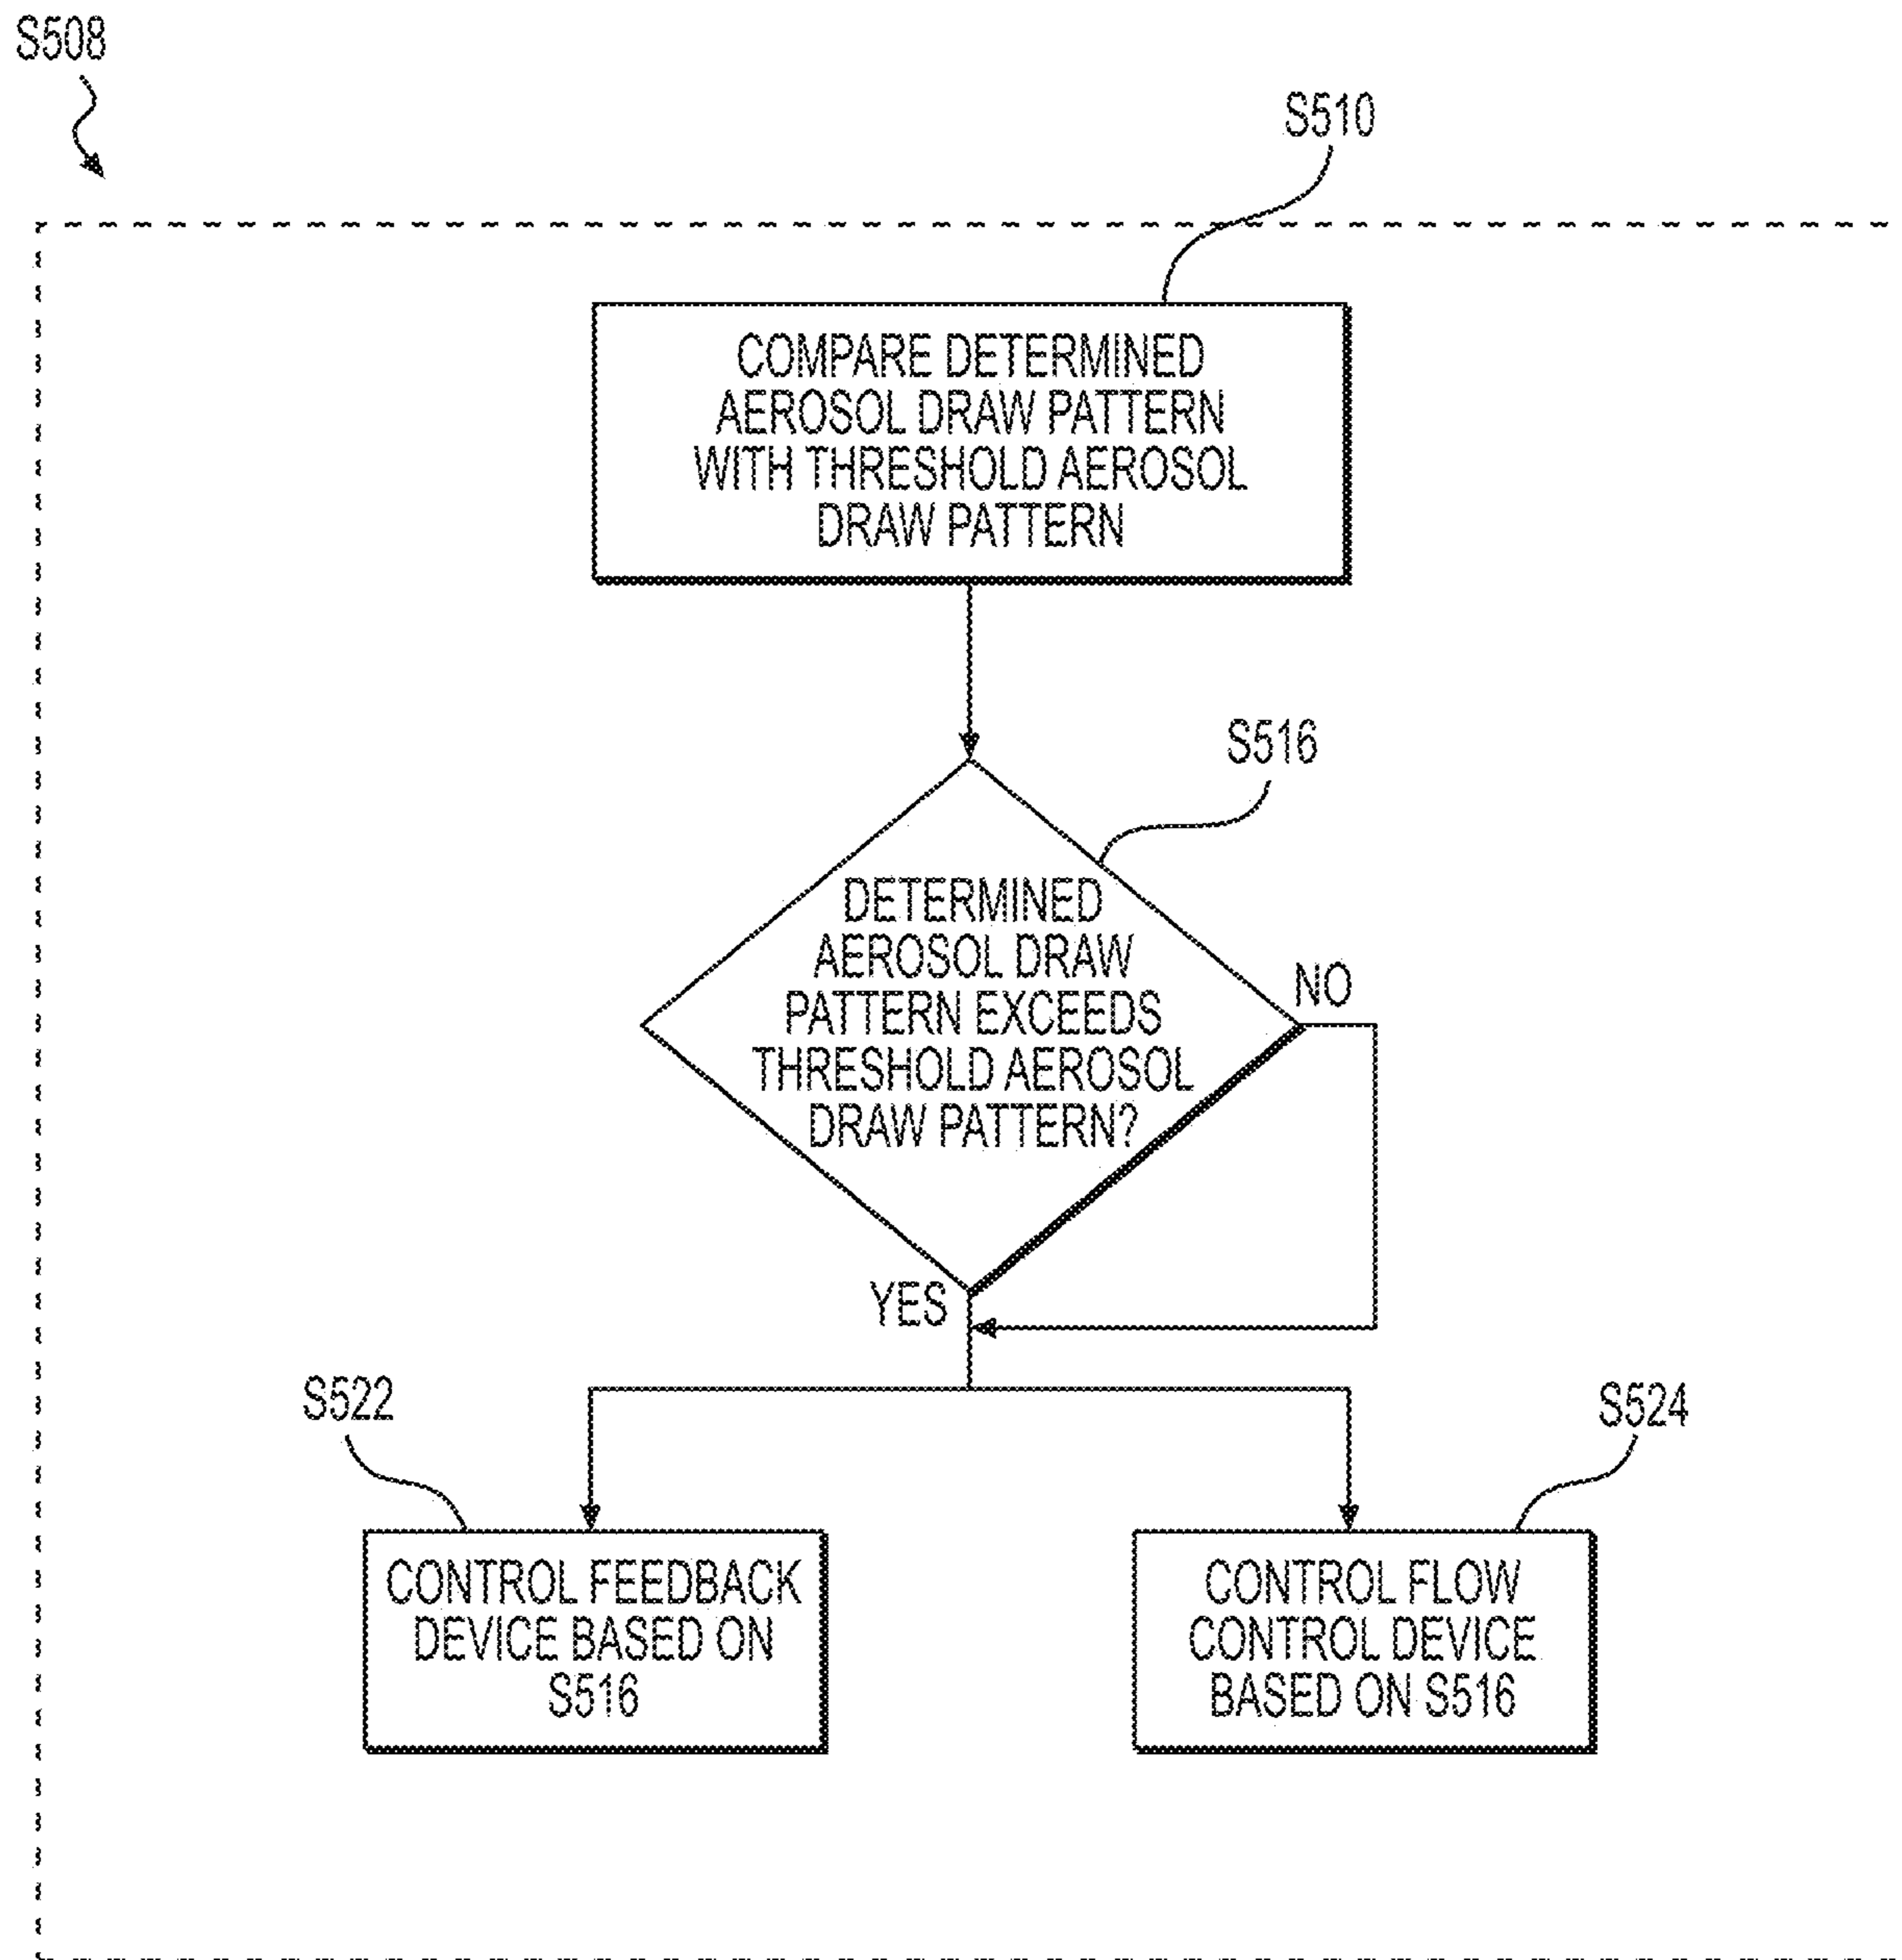 S508
S510
COMPARE DETERMINED
AEROSOL DRAW PATTERN
WITH THRESHOLD AEROSOL
DRAW PATTERN
S516
DETERMINED
AEROSOL DRAW
PATTERN EXCEEDS
THRESHOLD AEROSOL
DRAW PATTERN?
NO
YES
S522
S524
CONTROL FEEDBACK
DEVICE BASED ON
S516
CONTROL FLOW
CONTROL DEVICE
BASED ON S516